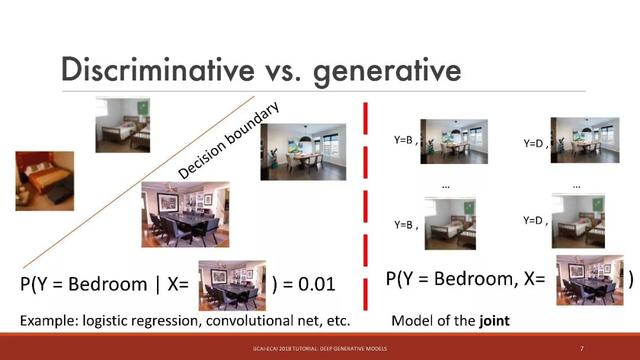 Discriminative vs. generative
Decision boundary
P(Y = Bedroom | X= ) = 0.01
Example: logistic regression, convolutional net, etc.
Y=B ,
Y=D ,
...
...
Y=B ,
Y=D ,
P(Y = Bedroom, X= )
Model of the joint
IJCAI-ECAI 2018 TUTORIAL: DEEP GENERATIVE MODELS
7